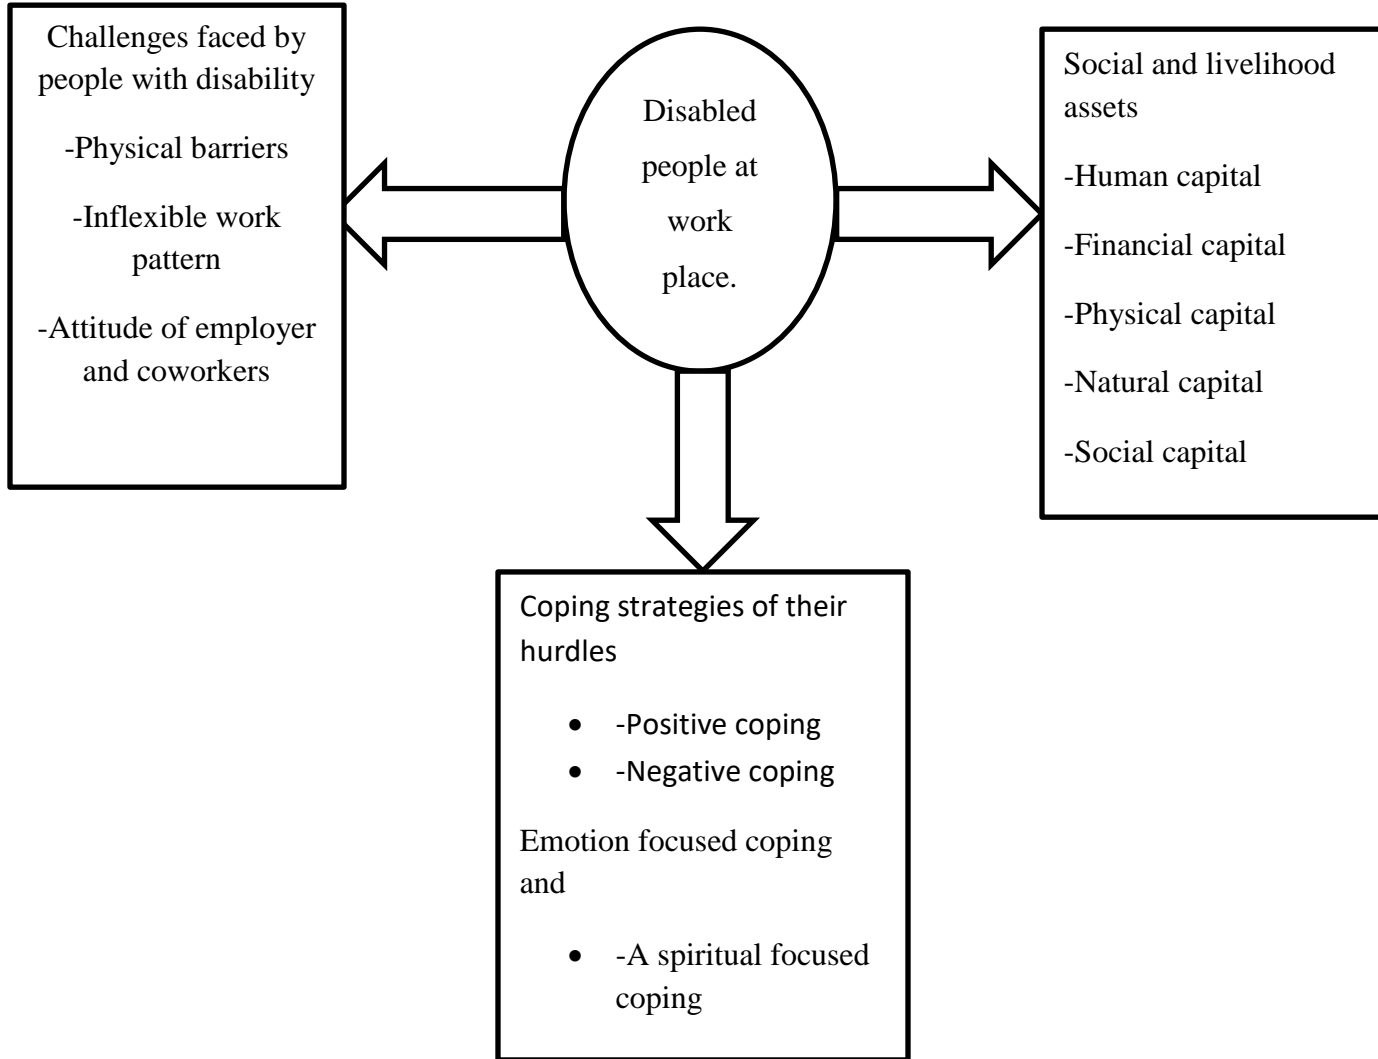 Challenges faced by
people with disability
-Physical barriers
-Inflexible work
pattern
-Attitude of employer
and coworkers
Disabled
people at
work
place.
Social and livelihood
assets
-Human capital
-Financial capital
-Physical capital
-Natural capital
-Social capital
Coping strategies of their
hurdles
• -Positive coping
• -Negative coping
Emotion focused coping
and
• -A spiritual focused
coping